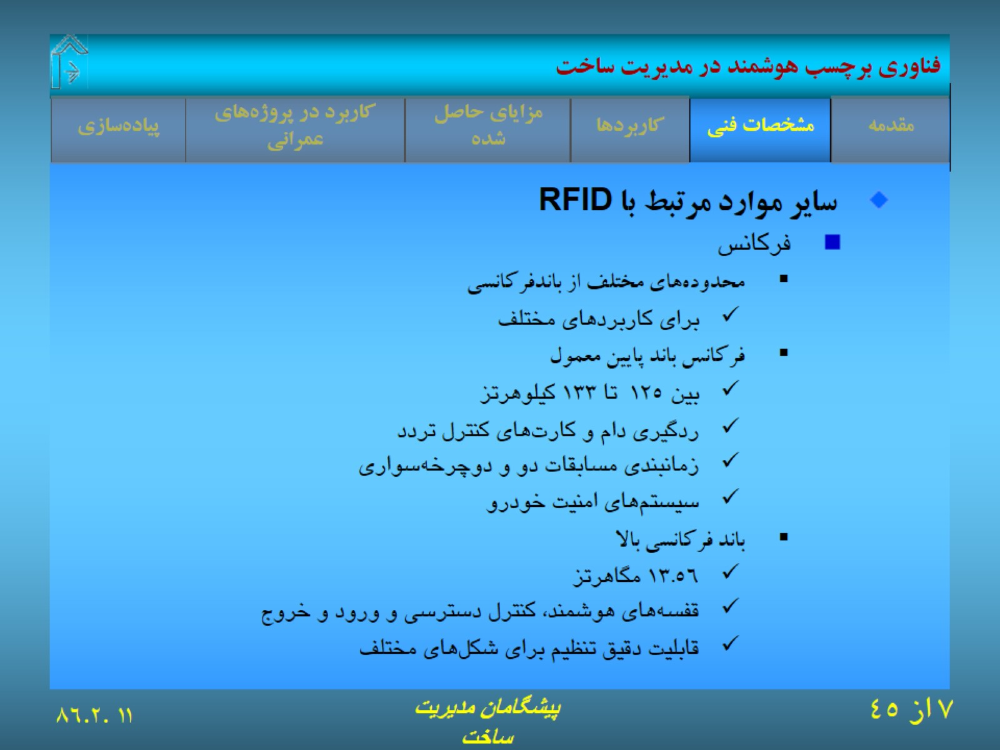 فناوری برچسب هوشمند در مدیریت ساخت
مقدمه
مشخصات فنی
کاربردها
مزایای حاصل
شده
کاربرد در پروژه‌های
عمرانی
پیاده‌سازی
سایر موارد مرتبط با RFID
فرکانس
محدوده‌های مختلف از باندفرکانسی
برای کاربردهای مختلف
فرکانس باند پایین معمول
بین ۱۲۵ تا ۱۳۳ کیلوهرتز
ردگیری دام و کارت‌های کنترل تردد
زمانبندی مسابقات دو و دوچرخه‌سواری
سیستم‌های امنیت خودرو
باند فرکانسی بالا
۱۳.۵۶ مگاهرتز
قفسه‌های هوشمند، کنترل دسترسی و ورود و خروج
قابلیت دقیق تنظیم برای شکل‌های مختلف
۷ از ۴۵
پیشگامان مدیریت
ساخت
۸۶.۲. ۱۱